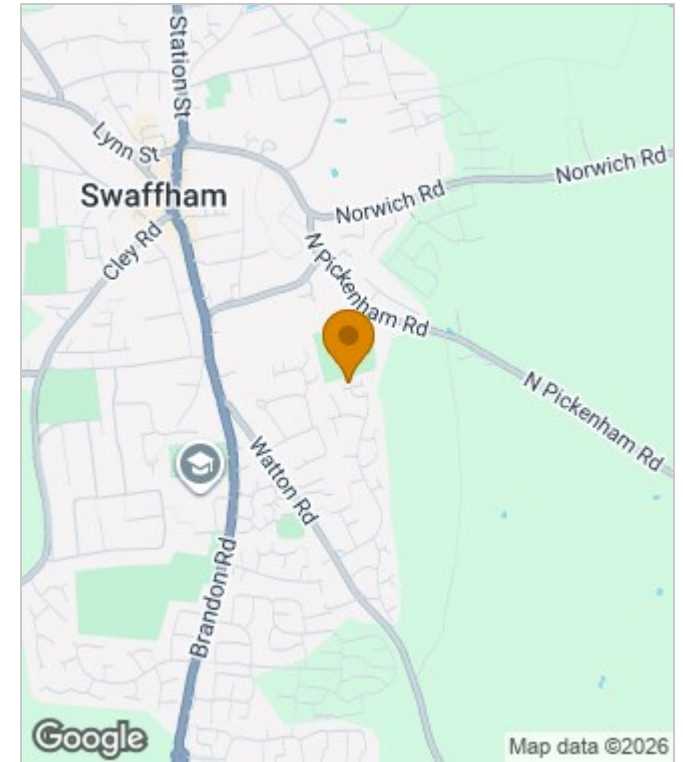 Station St
Lynn St
Swaffham
Norwich Rd
Norwich Rd
Cley Rd
N Pickenham Rd
N Pickenham Rd
Watton Rd
Brandon Rd
Google
Map data ©2026